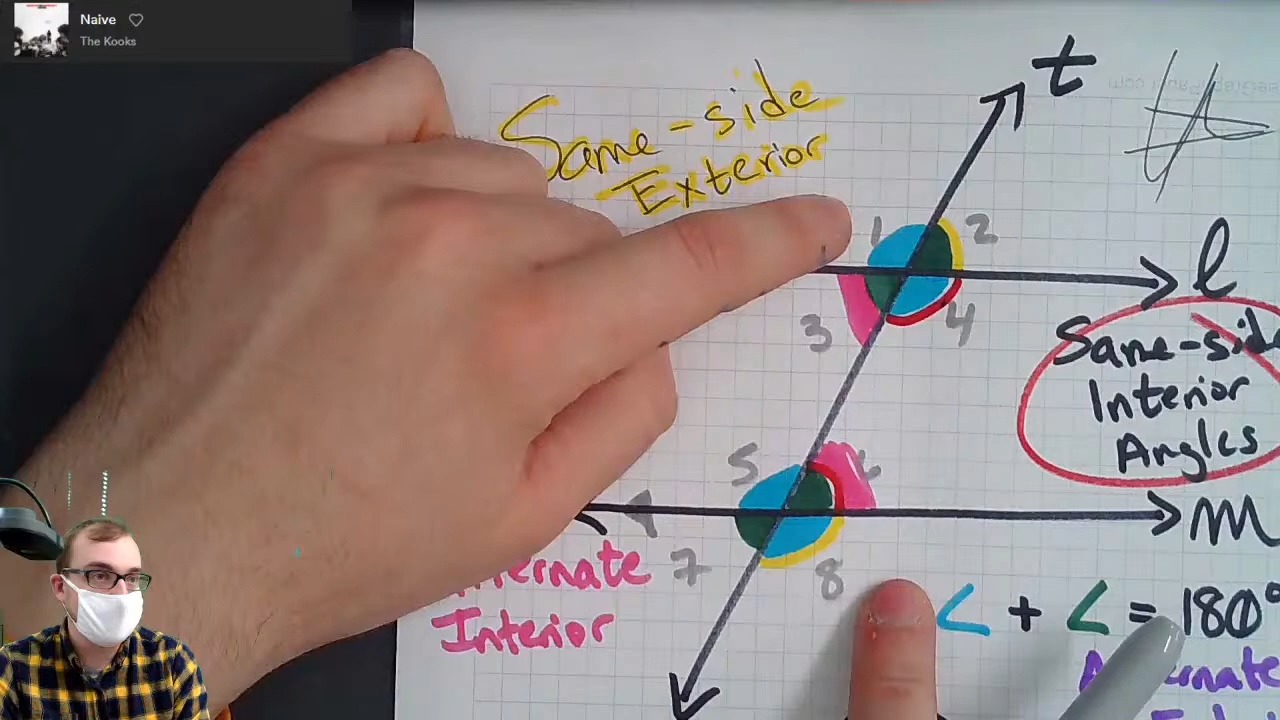 Naive
The Kooks
Same-side
Exterior
t
1
2
l
3
4
Same-side
Interior
Angles
5
6
m
7
8
Interior
∠ + ∠ = 180°